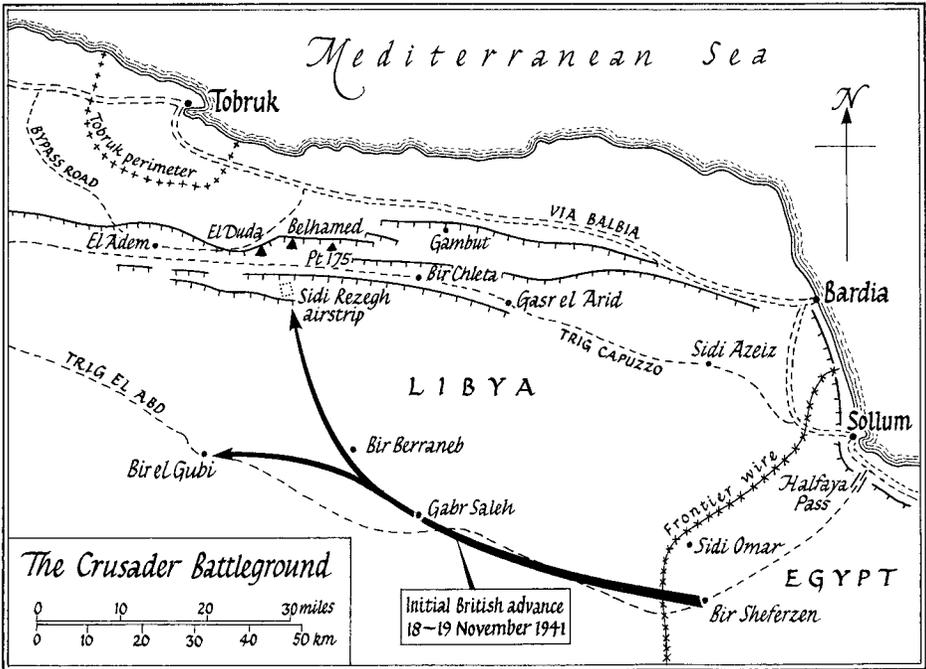 Mediterranean Sea
N
Tobruk
Tobruk perimeter
BYPASS ROAD
VIA BALBIA
El Adem
El Duda
Belhamed
Gambut
Pt 175
Bir Chleta
Sidi Rezegh
airstrip
Gasr el Arid
Bardia
TRIG CAPUZZO
Sidi Azeiz
TRIG EL ABD
LIBYA
Sollum
Bir Berraneb
Bir el Gubi
Halfaya
Pass
Frontier wire
Gabr Saleh
Sidi Omar
EGYPT
Bir Sheferzen
The Crusader Battleground
0 10 20 30 miles
0 10 20 30 40 50 km
Initial British advance
18–19 November 1941